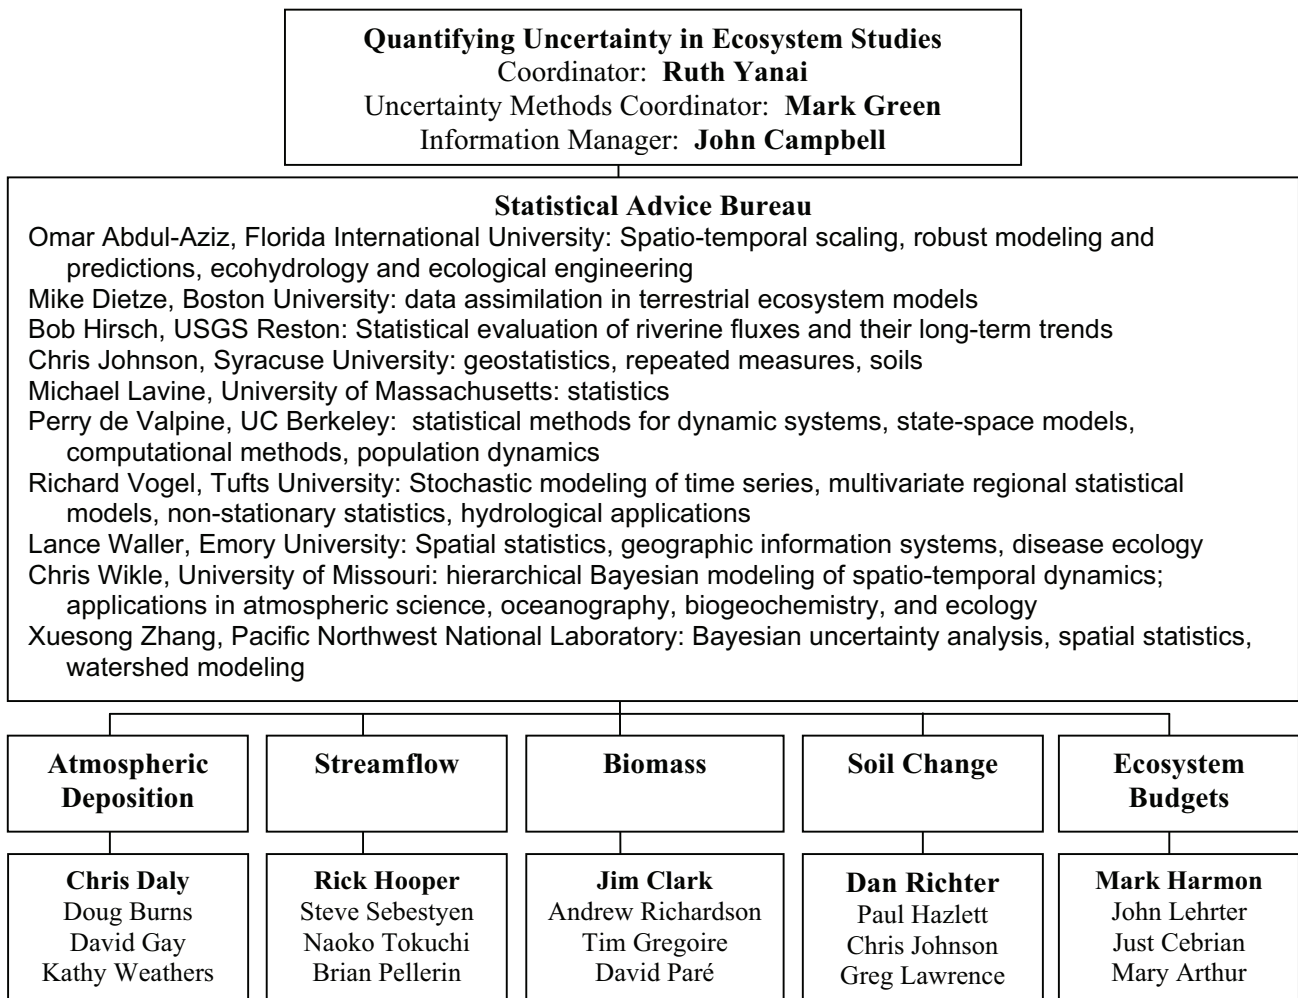 Quantifying Uncertainty in Ecosystem Studies
Coordinator: Ruth Yanai
Uncertainty Methods Coordinator: Mark Green
Information Manager: John Campbell
Statistical Advice Bureau
Omar Abdul-Aziz, Florida International University: Spatio-temporal scaling, robust modeling and
predictions, ecohydrology and ecological engineering
Mike Dietze, Boston University: data assimilation in terrestrial ecosystem models
Bob Hirsch, USGS Reston: Statistical evaluation of riverine fluxes and their long-term trends
Chris Johnson, Syracuse University: geostatistics, repeated measures, soils
Michael Lavine, University of Massachusetts: statistics
Perry de Valpine, UC Berkeley: statistical methods for dynamic systems, state-space models,
computational methods, population dynamics
Richard Vogel, Tufts University: Stochastic modeling of time series, multivariate regional statistical
models, non-stationary statistics, hydrological applications
Lance Waller, Emory University: Spatial statistics, geographic information systems, disease ecology
Chris Wikle, University of Missouri: hierarchical Bayesian modeling of spatio-temporal dynamics;
applications in atmospheric science, oceanography, biogeochemistry, and ecology
Xuesong Zhang, Pacific Northwest National Laboratory: Bayesian uncertainty analysis, spatial statistics,
watershed modeling
Atmospheric
Deposition
Streamflow
Biomass
Soil Change
Ecosystem
Budgets
Chris Daly
Doug Burns
David Gay
Kathy Weathers
Rick Hooper
Steve Sebestyen
Naoko Tokuchi
Brian Pellerin
Jim Clark
Andrew Richardson
Tim Gregoire
David Paré
Dan Richter
Paul Hazlett
Chris Johnson
Greg Lawrence
Mark Harmon
John Lehrter
Just Cebrian
Mary Arthur